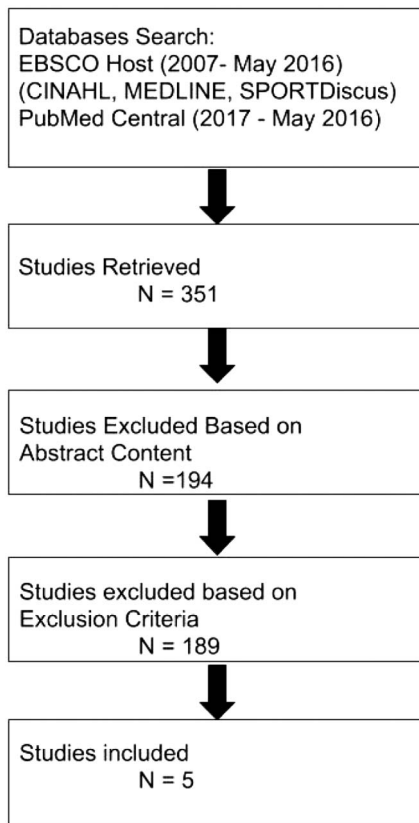 Databases Search:
EBSCO Host (2007- May 2016)
(CINAHL, MEDLINE, SPORTDiscus)
PubMed Central (2017 - May 2016)
Studies Retrieved
N = 351
Studies Excluded Based on
Abstract Content
N =194
Studies excluded based on
Exclusion Criteria
N = 189
Studies included
N = 5